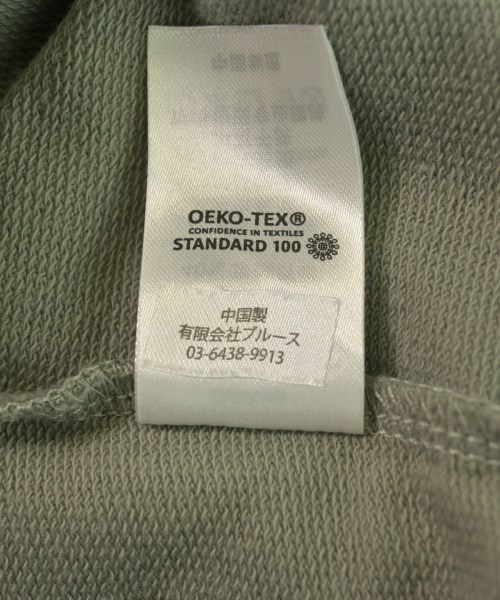 OEKO-TEX®
CONFIDENCE IN TEXTILES
STANDARD 100
中国製
有限会社ブルース
03-6438-9913